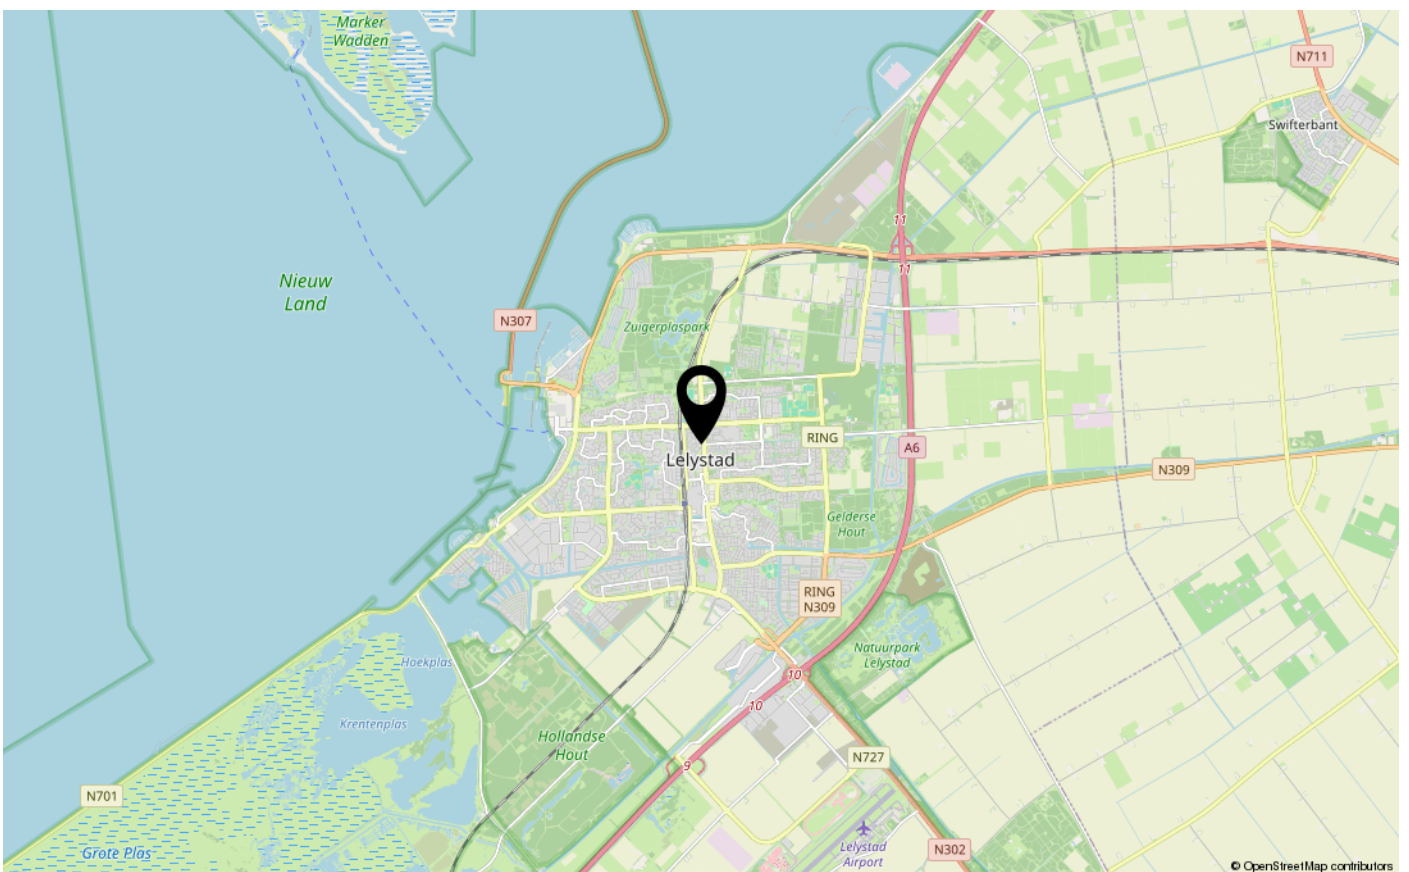 Marker
Wadden
N711
Swifterbant
11
11
Nieuw
Land
N307
Zuigerplaspark
RING
A6
Lelystad
N309
Gelderse
Hout
RING
N309
Natuurpark
Lelystad
Hoekplas
10
10
Krentenplas
Hollandse
Hout
N727
9
N701
Grote Plas
Lelystad
Airport
N302
© OpenStreetMap contributors